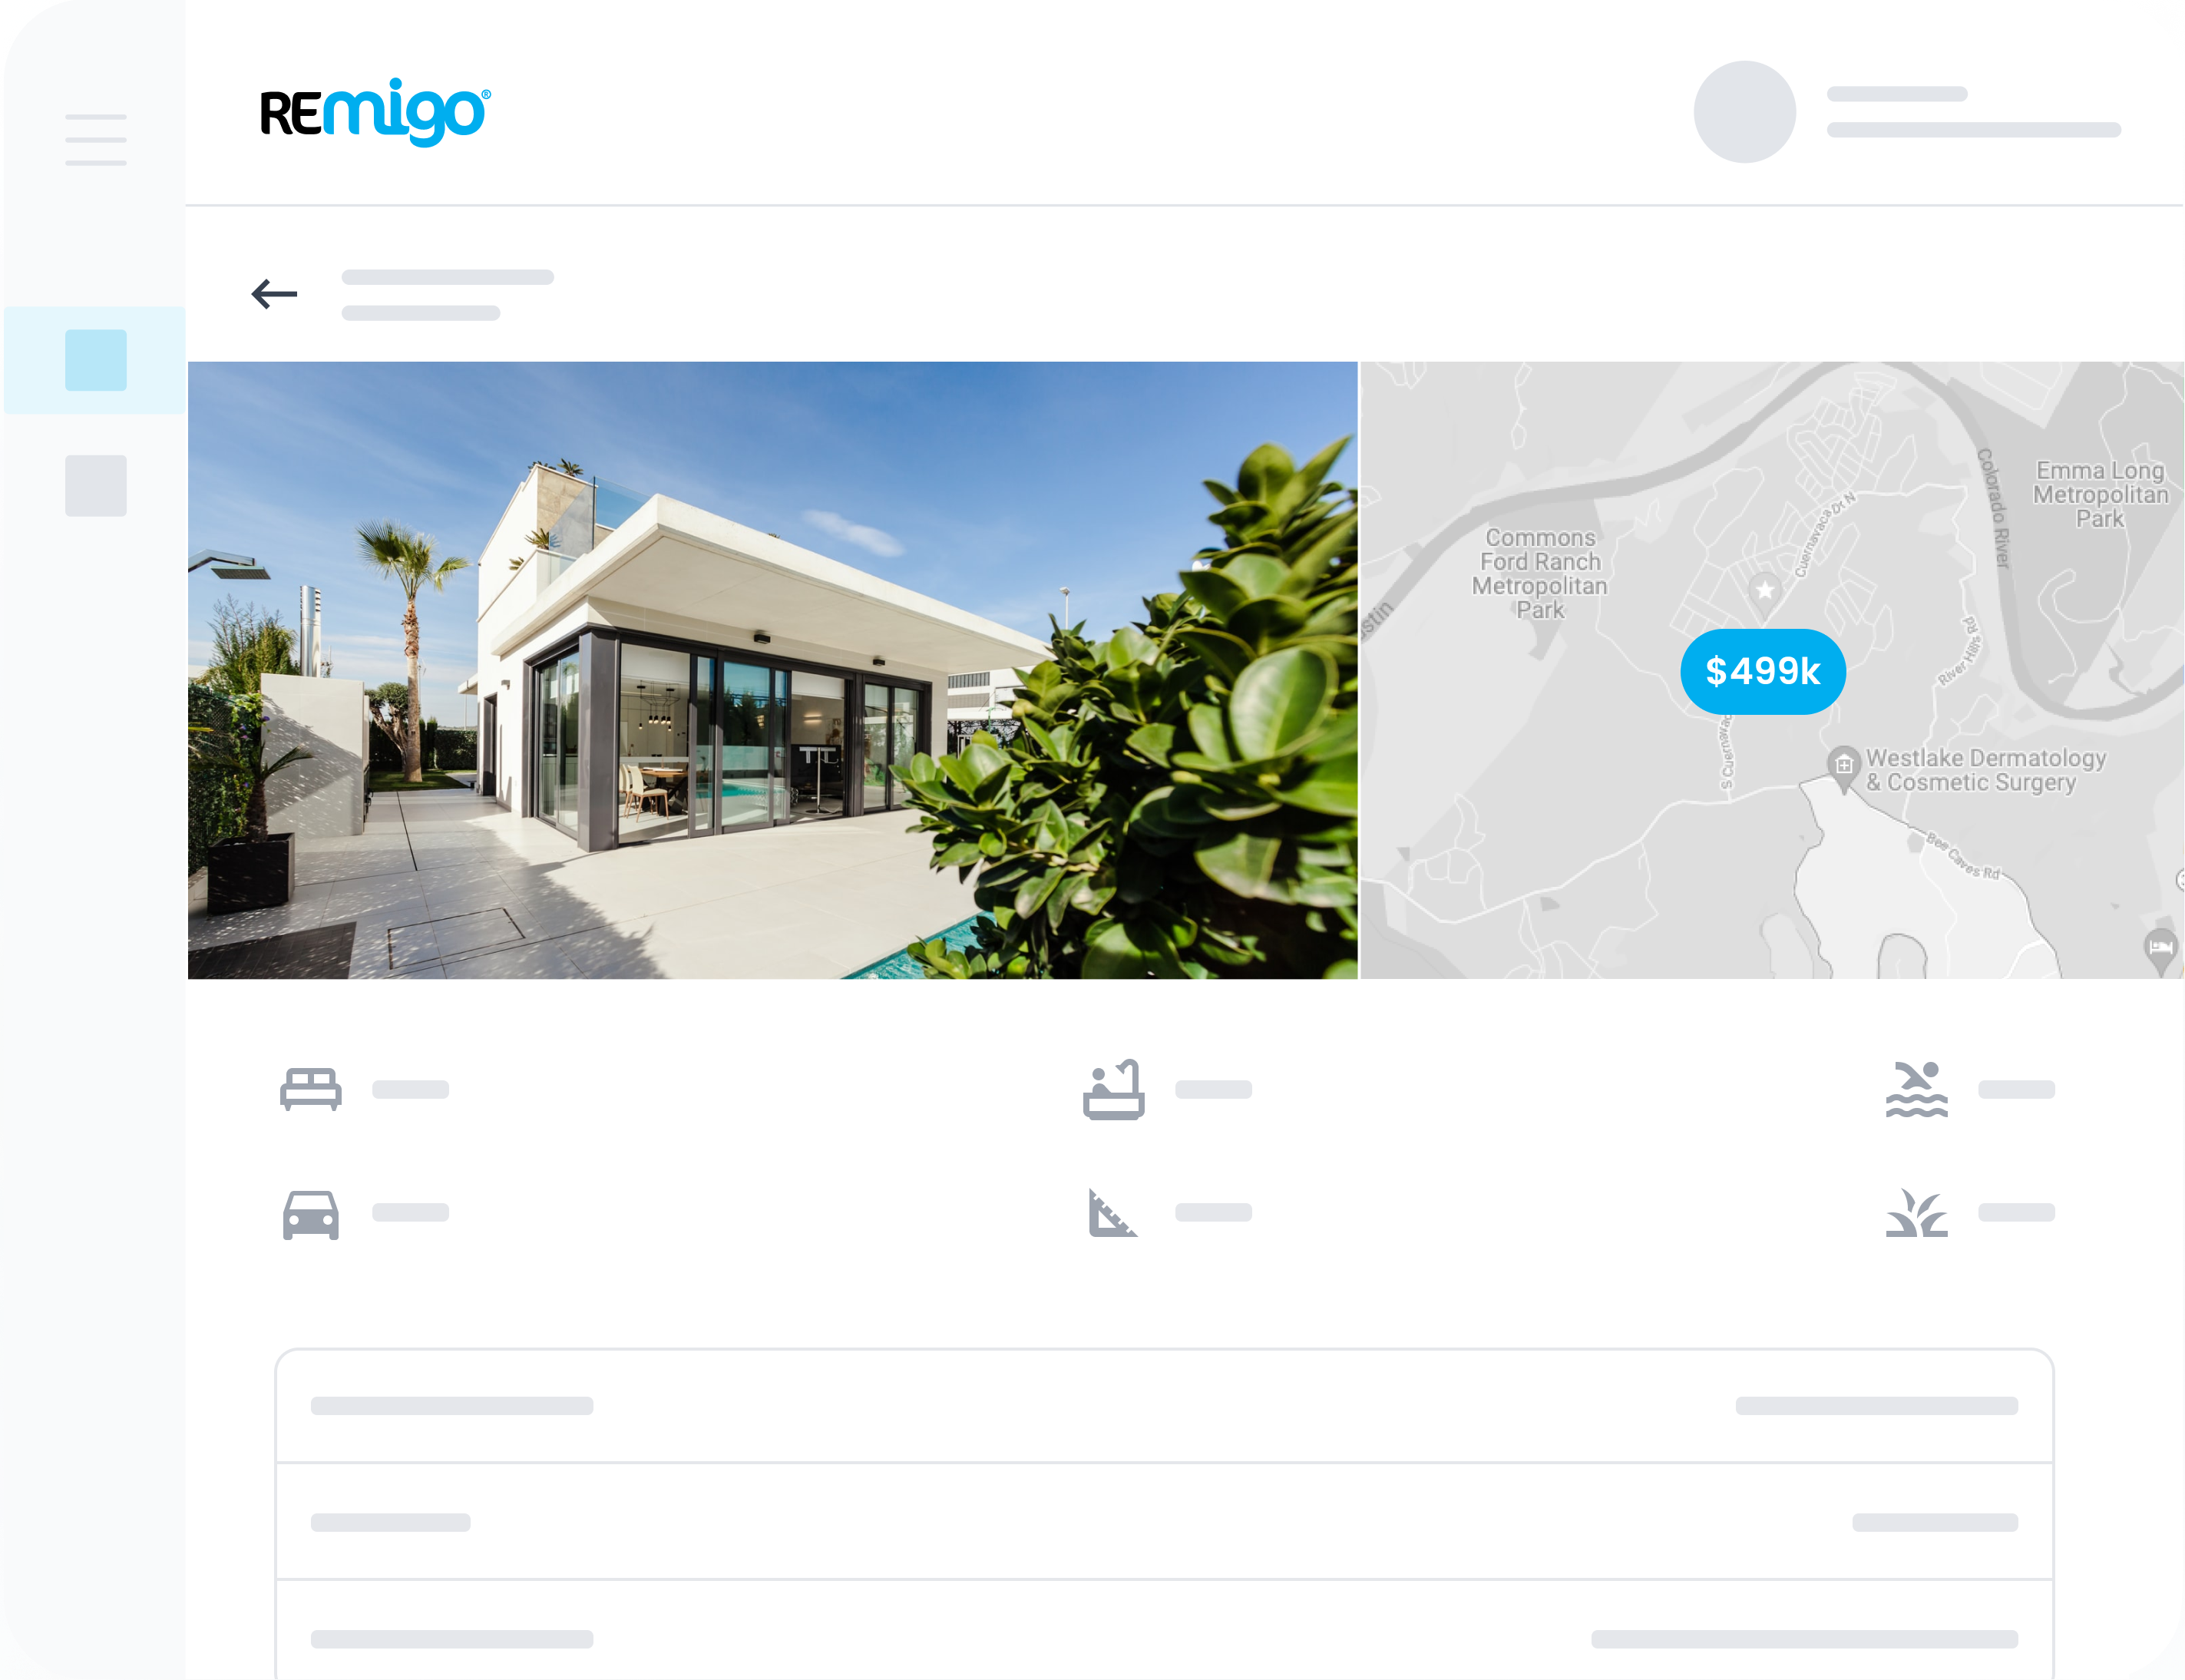 REmigo®
Emma Long
Metropolitan
Park
Colorado River
Commons
Ford Ranch
Metropolitan
Park
Cuernavaca Dr N
River Hills Rd
$499k
Westlake Dermatology
& Cosmetic Surgery
Bee Caves Rd